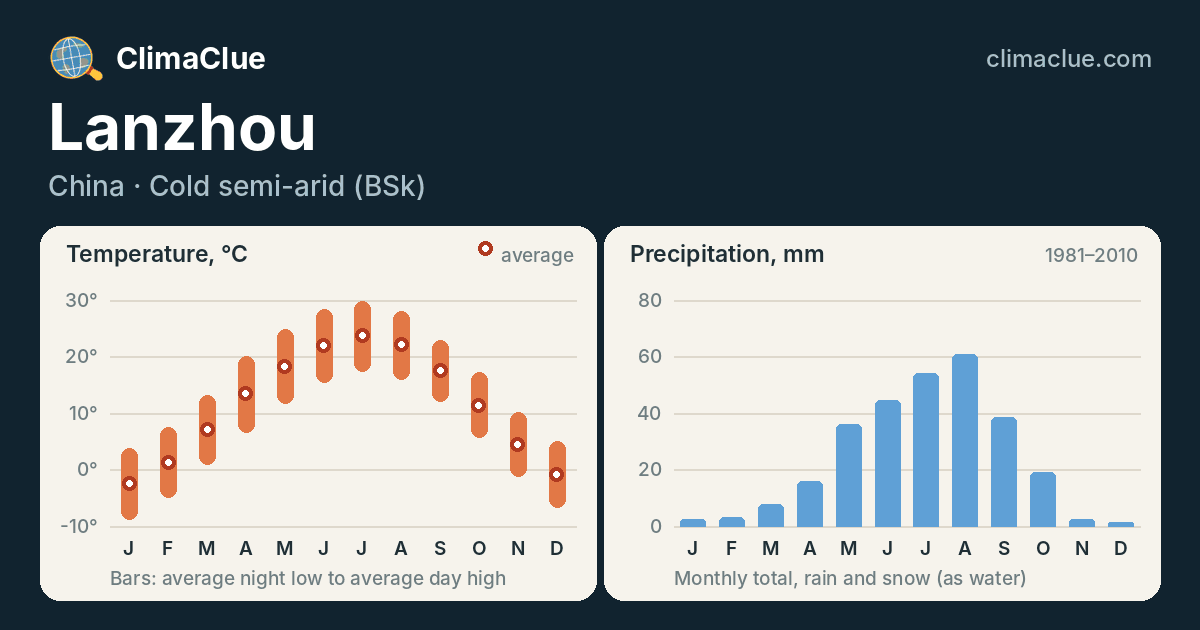 ClimaClue
climaclue.com
Lanzhou
China · Cold semi-arid (BSk)
Temperature, °C
average
30°
20°
10°
0°
-10°
J F M A M J J A S O N D
Bars: average night low to average day high
Precipitation, mm
1981–2010
80
60
40
20
0
J F M A M J J A S O N D
Monthly total, rain and snow (as water)